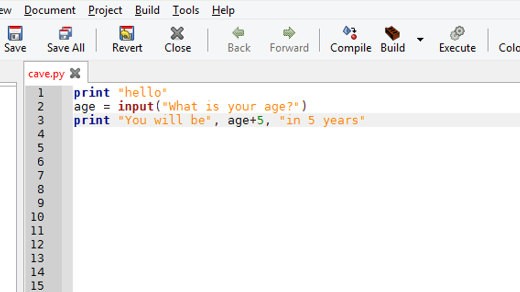 ew Document Project Build Tools Help
Save Save All Revert Close Back Forward Compile Build Execute Colo
cave.py
1 print "hello"
2 age = input("What is your age?")
3 print "You will be", age+5, "in 5 years"
4
5
6
7
8
9
10
11
12
13
14
15